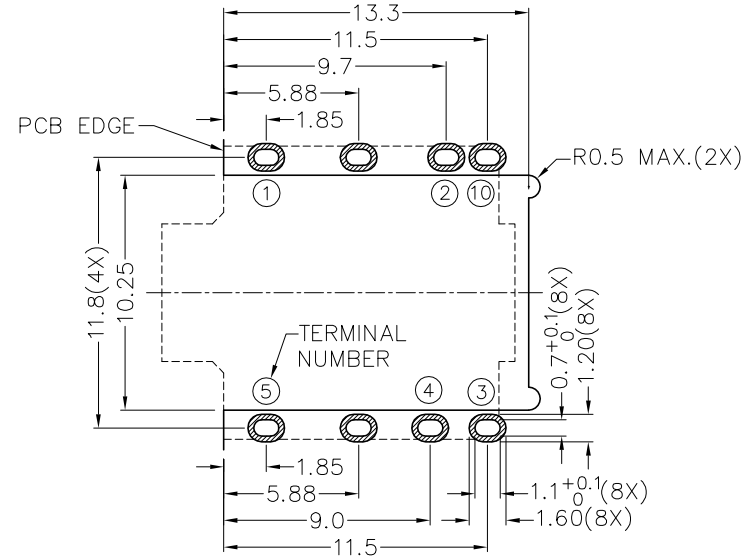 13.3
11.5
9.7
5.88
1.85
PCB EDGE
R0.5 MAX.(2X)
1
2
10
11.8(4X)
10.25
0.7+0.1 0(8X)
1.20(8X)
TERMINAL
NUMBER
5
4
3
1.85
5.88
1.1+0.1 0(8X)
9.0
1.60(8X)
11.5